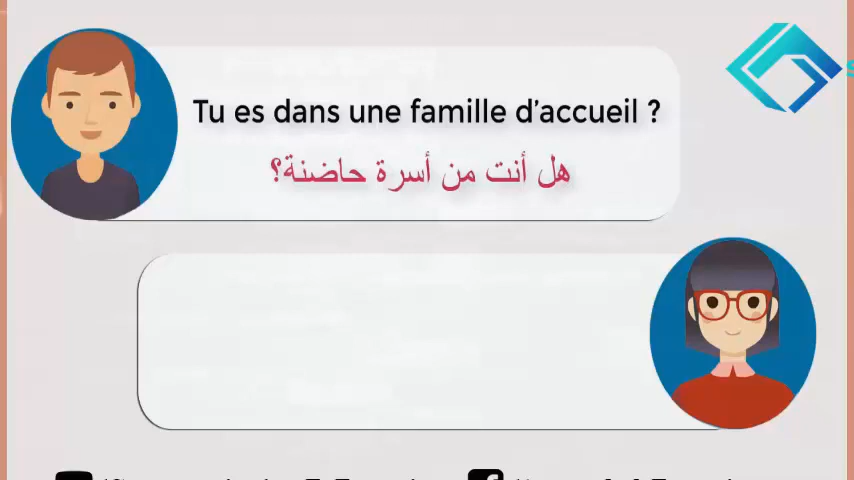 Tu es dans une famille d’accueil ?
هل أنت من أسرة حاضنة؟